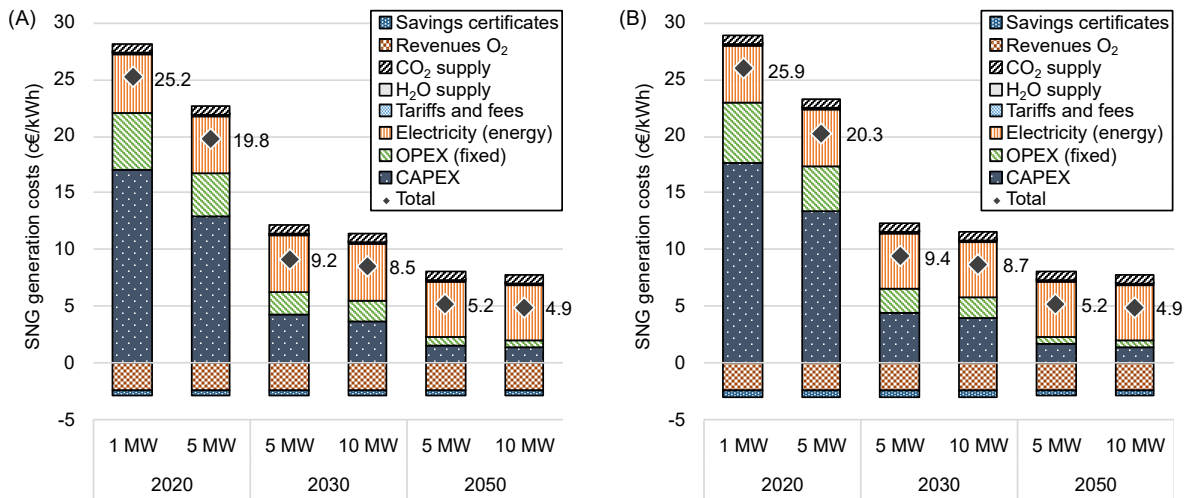 (A)
SNG generation costs (c€/kWh)
30
25
20
15
10
5
0
-5
Savings certificates
Revenues O2
CO2 supply
H2O supply
Tariffs and fees
Electricity (energy)
OPEX (fixed)
CAPEX
Total
25.2
19.8
9.2
8.5
5.2
4.9
1 MW 5 MW 5 MW 10 MW 5 MW 10 MW
2020 2030 2050
(B)
SNG generation costs (c€/kWh)
30
25
20
15
10
5
0
-5
Savings certificates
Revenues O2
CO2 supply
H2O supply
Tariffs and fees
Electricity (energy)
OPEX (fixed)
CAPEX
Total
25.9
20.3
9.4
8.7
5.2
4.9
1 MW 5 MW 5 MW 10 MW 5 MW 10 MW
2020 2030 2050